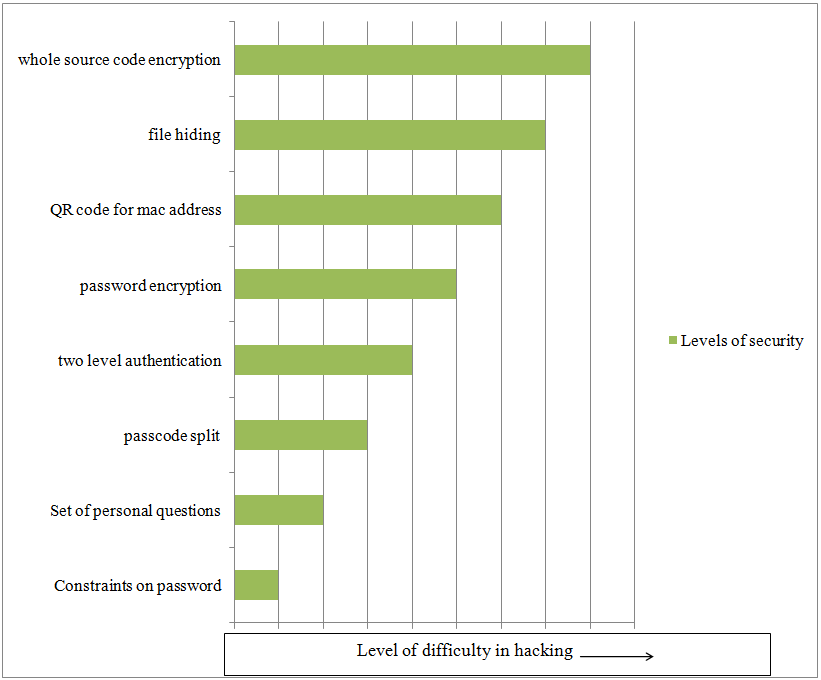 whole source code encryption
file hiding
QR code for mac address
password encryption
two level authentication
passcode split
Set of personal questions
Constraints on password
Levels of security
Level of difficulty in hacking